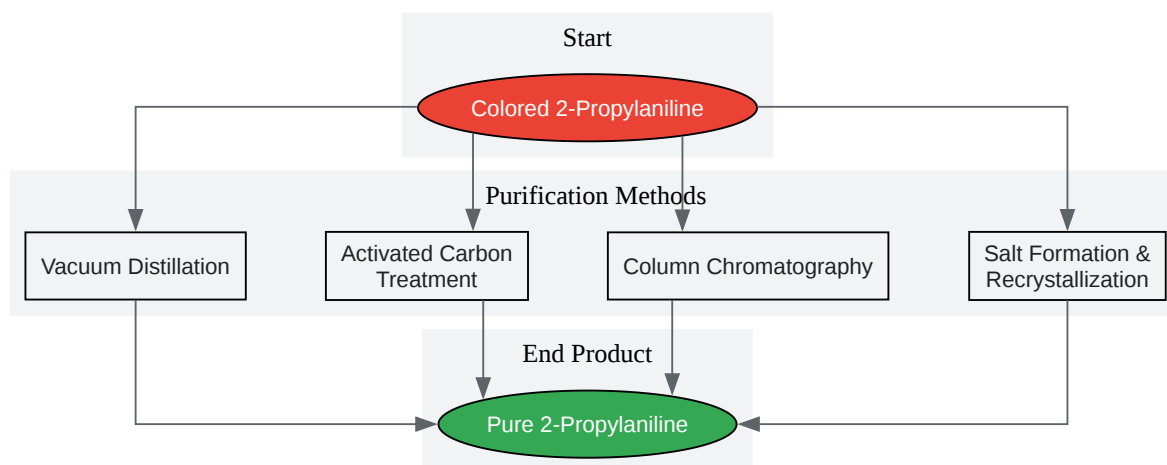 Start
Colored 2-Propylaniline
Purification Methods
Vacuum Distillation
Activated Carbon
Treatment
Column Chromatography
Salt Formation &
Recrystallization
End Product
Pure 2-Propylaniline